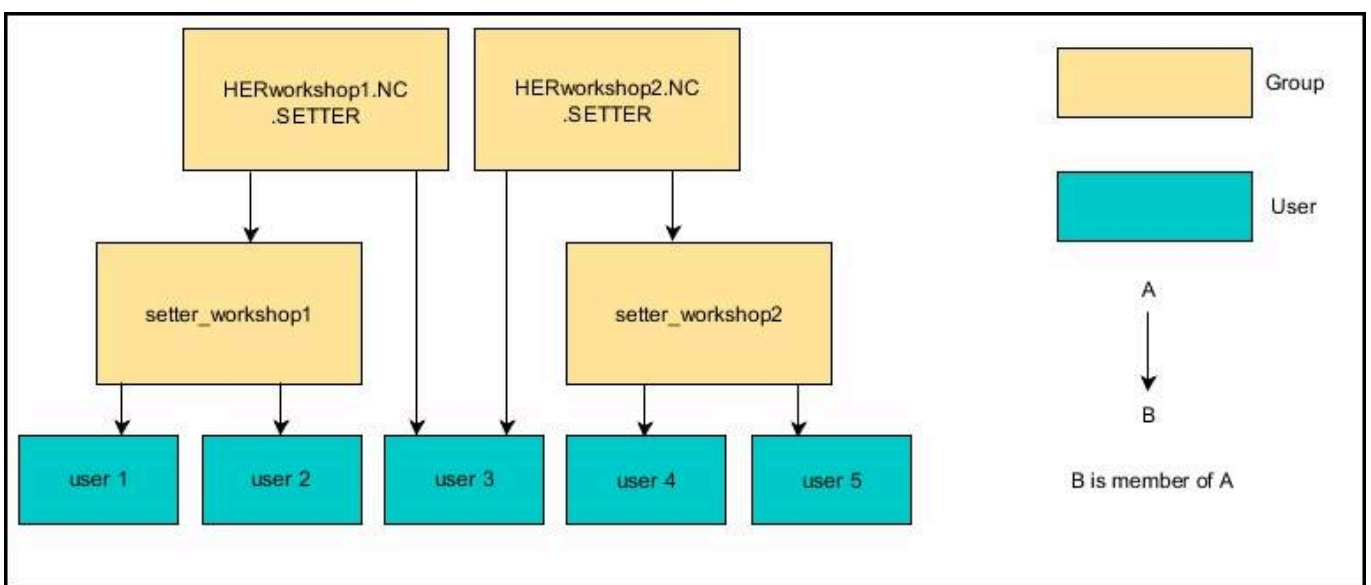 HERworkshop1.NC
.SETTER
HERworkshop2.NC
.SETTER
Group
User
setter_workshop1
setter_workshop2
A
B
user 1
user 2
user 3
user 4
user 5
B is member of A